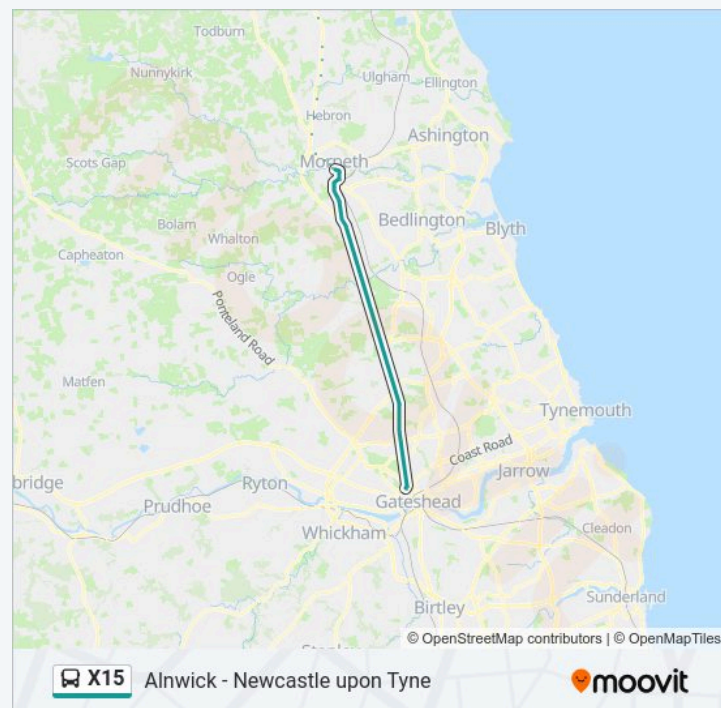 Todburn
Nunnykirk
Ulgham
Ellington
Hebron
Ashington
Scots Gap
Morpeth
Bedlington
Blyth
Bolam
Whalton
Capheaton
Ogle
Ponteland Road
Matfen
Tynemouth
Coast Road
Jarrow
bridge
Ryton
Prudhoe
Gateshead
Whickham
Cleadon
Sunderland
Birtley
© OpenStreetMap contributors | © OpenMapTiles
X15 Alnwick - Newcastle upon Tyne
moovit